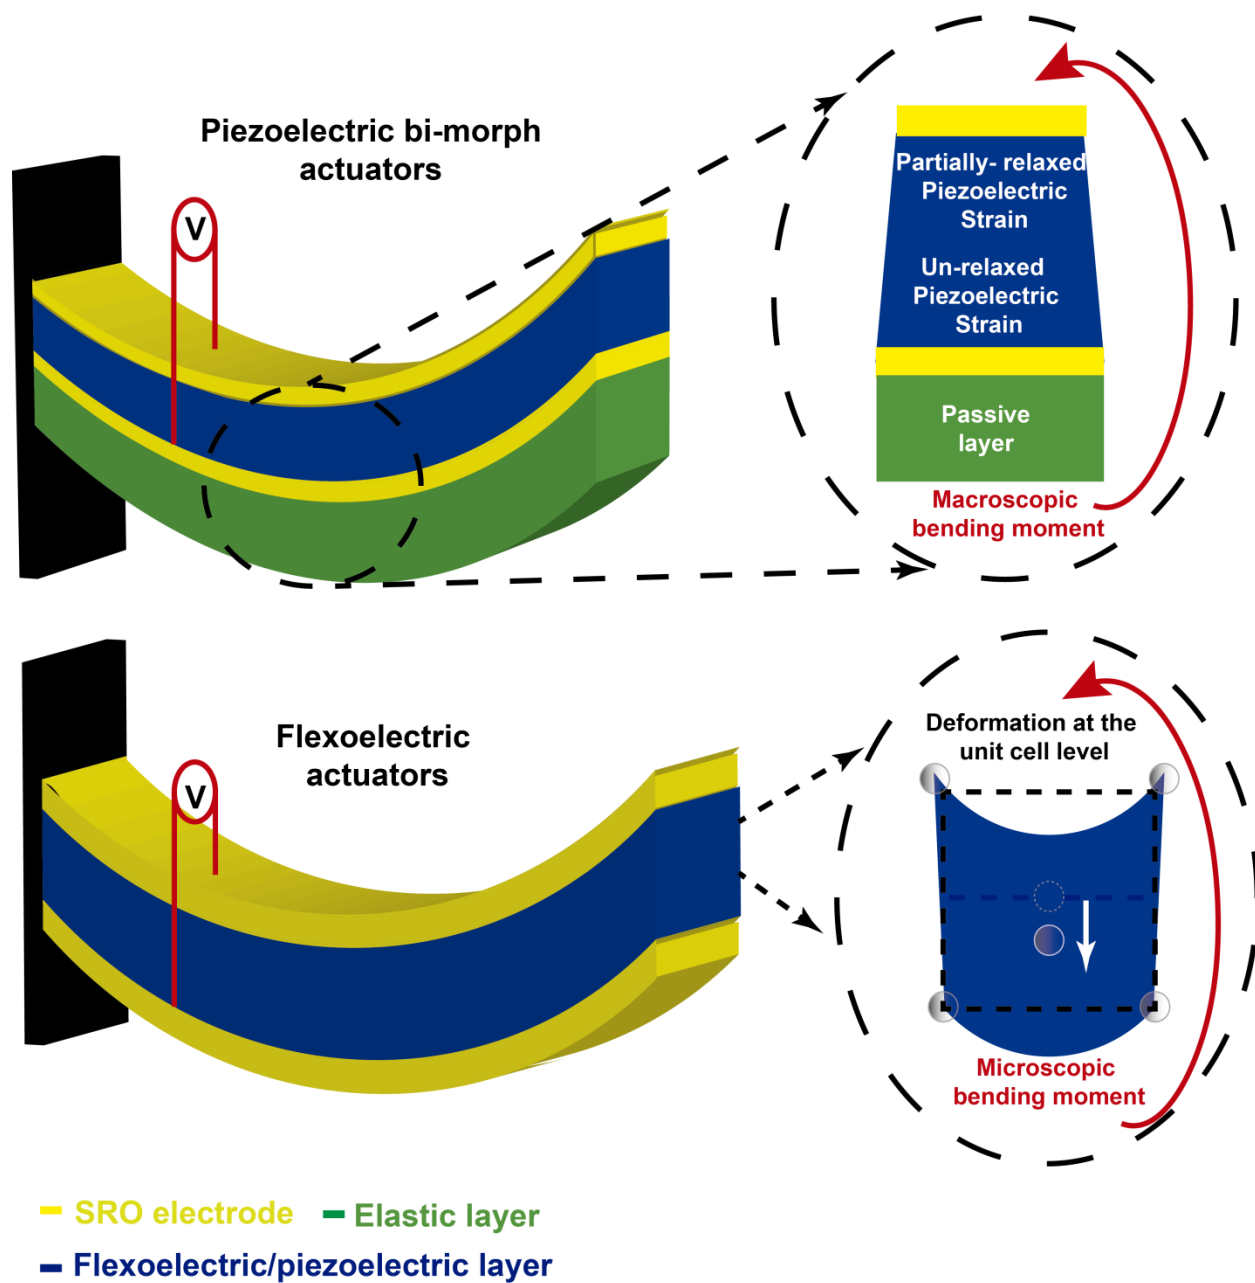 Piezoelectric bi-morph
actuators
V
Partially- relaxed
Piezoelectric
Strain
Un-relaxed
Piezoelectric
Strain
Passive
layer
Macroscopic
bending moment
Flexoelectric
actuators
V
Deformation at the
unit cell level
Microscopic
bending moment
SRO electrode
Elastic layer
Flexoelectric/piezoelectric layer